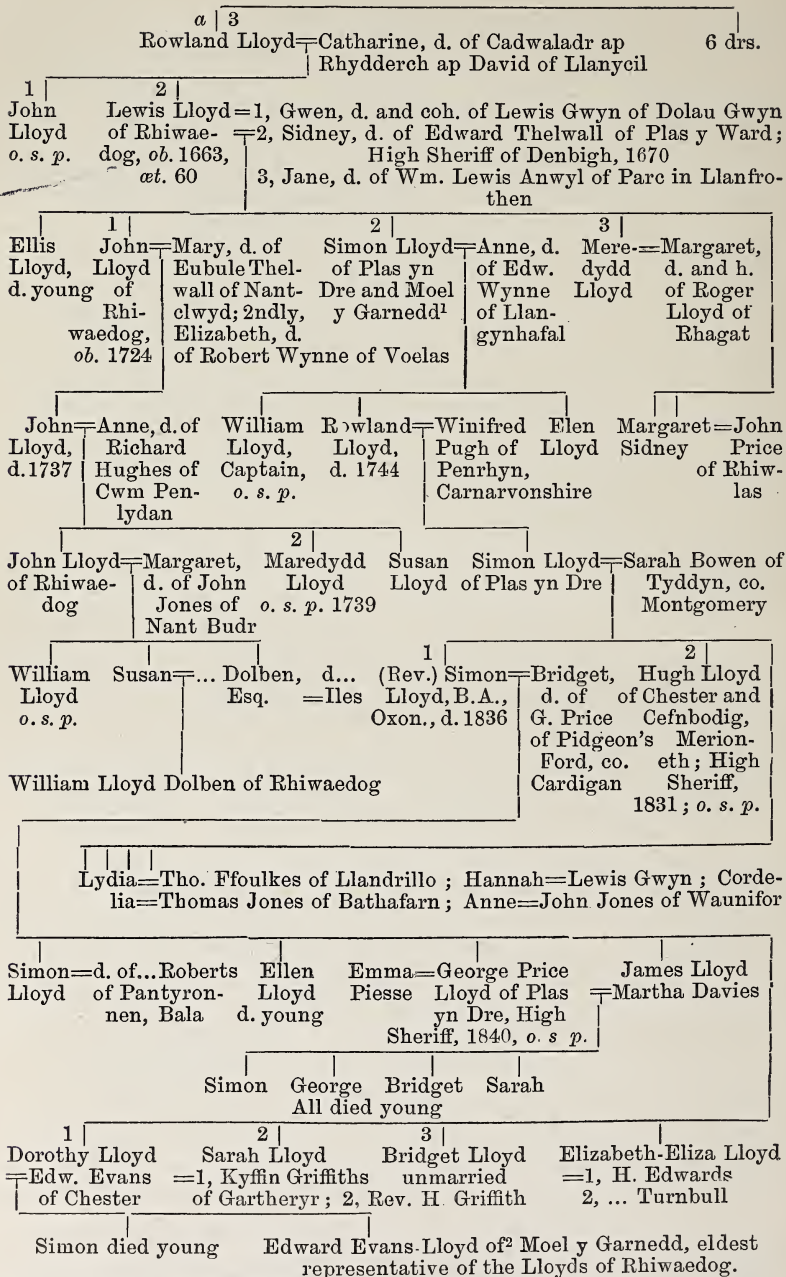 a | 3
Rowland Lloyd=Catharine, d. of Cadwaladr ap 6 drs.
Rhydderch ap David of Llanycil
1 2
John Lewis Lloyd=1, Gwen, d. and coh. of Lewis Gwyn of Dolau Gwyn
Lloyd of Rhiwae- =2, Sidney, d. of Edward Thelwall of Plas y Ward;
o. s. p. dog, ob. 1663, High Sheriff of Denbigh, 1670
æt. 60 3, Jane, d. of Wm. Lewis Anwyl of Parc in Llanfro-
then
1 2 3
Ellis John=Mary, d. of Simon Lloyd=Anne, d. Mere-=Margaret,
Lloyd, Lloyd Eubule Thel- of Plas yn of Edw. dydd d. and h.
d. young of wall of Nant- Dre and Moel Wynne Lloyd of Roger
Rhi- clwyd; 2ndly, y Garnedd¹ of Llan- Lloyd of
waedog, Elizabeth, d. gynhafal Rhagat
ob. 1724 of Robert Wynne of Voelas
John=Anne, d. of William Rowland=Winifred Elen Margaret=John
Lloyd, Richard Lloyd, Lloyd, Pugh of Lloyd Sidney Price
d. 1737 Hughes of Captain, d. 1744 Penrhyn, of Rhiw-
Cwm Pen- o. s. p. Carnarvonshire las
lydan
2
John Lloyd=Margaret, Maredydd Susan Simon Lloyd=Sarah Bowen of
of Rhiwae- d. of John Lloyd Lloyd of Plas yn Dre Tyddyn, co.
dog Jones of o. s. p. 1739 Montgomery
Nant Budr
1 2
William Susan=... Dolben, d... (Rev.) Simon=Bridget, Hugh Lloyd
Lloyd Esq. =Iles Lloyd, B.A., d. of of Chester and
o. s. p. Oxon., d. 1836 G. Price Cefnbodig,
of Pidgeon's Merion-
Ford, co. eth; High
William Lloyd Dolben of Rhiwaedog Cardigan Sheriff,
1831; o. s. p.
Lydia=Tho. Ffoulkes of Llandrillo; Hannah=Lewis Gwyn; Corde-
lia=Thomas Jones of Bathafarn; Anne=John Jones of Waunifor
Simon=d. of...Roberts Ellen Emma=George Price James Lloyd
Lloyd of Pantyron- Lloyd Piesse Lloyd of Plas =Martha Davies
nen, Bala d. young yn Dre, High
Sheriff, 1840, o. s p.
Simon George Bridget Sarah
All died young
1 2 3
Dorothy Lloyd Sarah Lloyd Bridget Lloyd Elizabeth-Eliza Lloyd
=Edw. Evans =1, Kyffin Griffiths unmarried =1, H. Edwards
of Chester of Gartheryr; 2, Rev. H. Griffith 2, ... Turnbull
Simon died young Edward Evans-Lloyd of² Moel y Garnedd, eldest
representative of the Lloyds of Rhiwaedog.